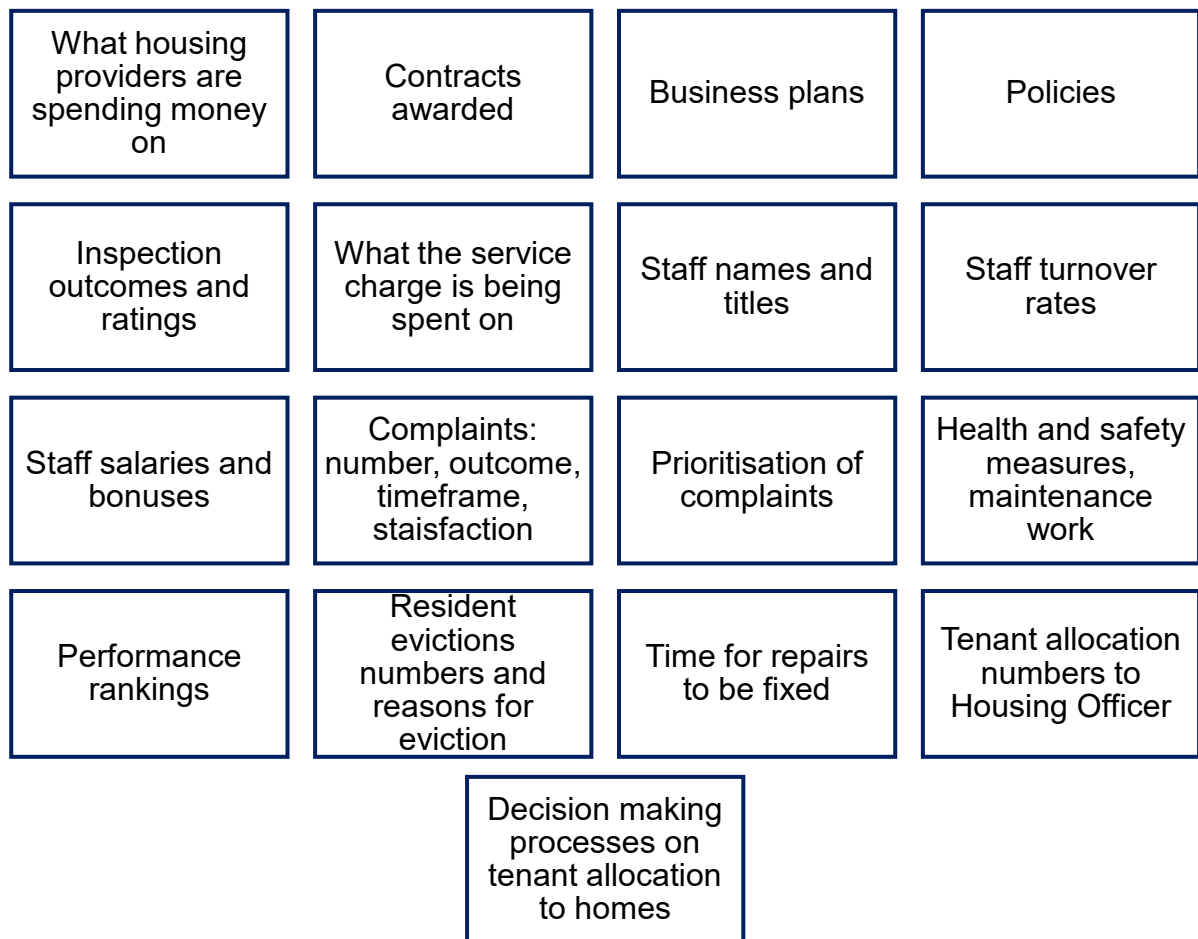 What housing
providers are
spending money
on
Contracts
awarded
Business plans
Policies
Inspection
outcomes and
ratings
What the service
charge is being
spent on
Staff names and
titles
Staff turnover
rates
Staff salaries and
bonuses
Complaints:
number, outcome,
timeframe,
staisfaction
Prioritisation of
complaints
Health and safety
measures,
maintenance
work
Performance
rankings
Resident
evictions
numbers and
reasons for
eviction
Time for repairs
to be fixed
Tenant allocation
numbers to
Housing Officer
Decision making
processes on
tenant allocation
to homes